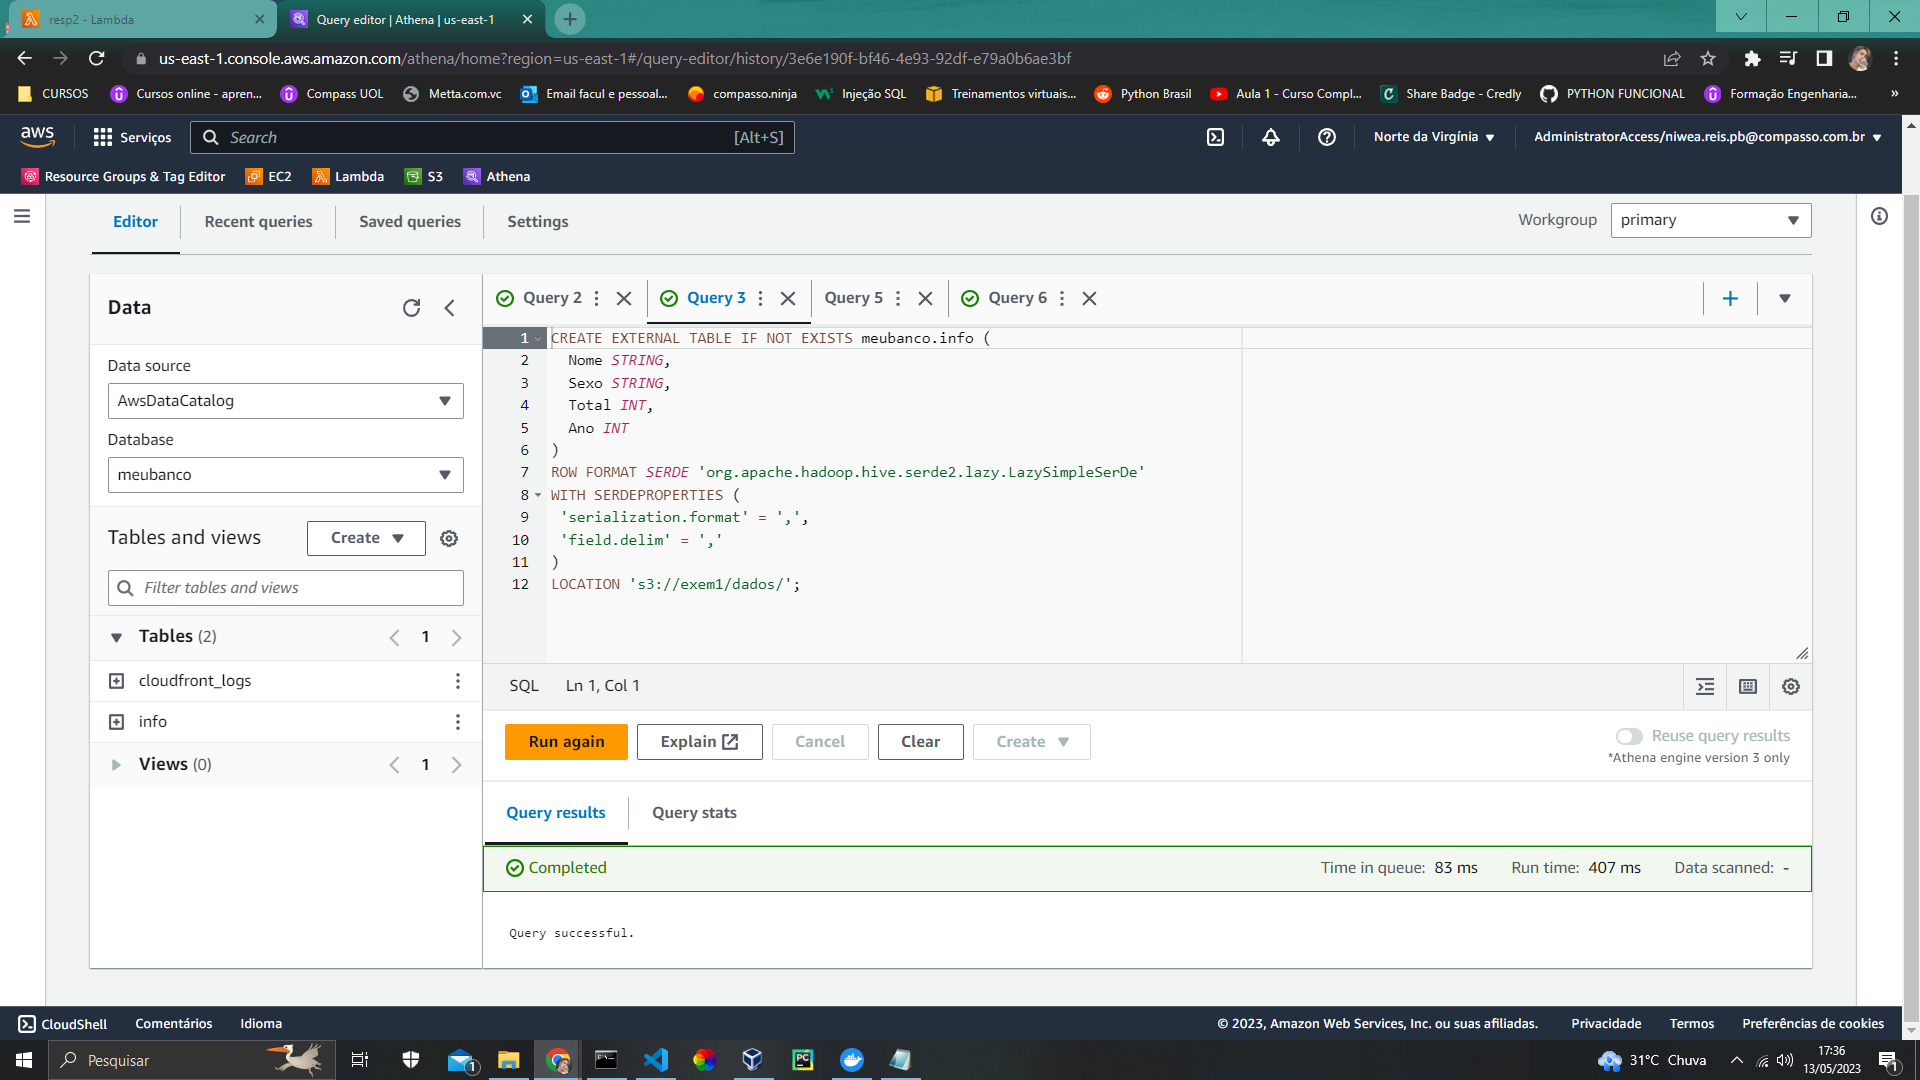 resp2 - Lambda
Query editor | Athena | us-east-1
us-east-1.console.aws.amazon.com/athena/home?region=us-east-1#/query-editor/history/3e6e190f-bf46-4e93-92df-e79a0b6ae3bf
CURSOS
Cursos online - apren...
Compass UOL
Metta.com.vc
Email facul e pessoal...
compasso.ninja
Injeção SQL
Treinamentos virtuais...
Python Brasil
Aula 1 - Curso Compl...
Share Badge - Credly
PYTHON FUNCIONAL
Formação Engenharia...
»
aws
Serviços
Search
[Alt+S]
Norte da Virgínia
AdministratorAccess/niwea.reis.pb@compasso.com.br
Resource Groups & Tag Editor
EC2
Lambda
S3
Athena
Editor
Recent queries
Saved queries
Settings
Workgroup
primary
Data
Data source
AwsDataCatalog
Database
meubanco
Tables and views
Create
Filter tables and views
Tables (2)
1
cloudfront_logs
info
Views (0)
1
Query 2
Query 3
Query 5
Query 6
1 CREATE EXTERNAL TABLE IF NOT EXISTS meubanco.info (
2 Nome STRING,
3 Sexo STRING,
4 Total INT,
5 Ano INT
6 )
7 ROW FORMAT SERDE 'org.apache.hadoop.hive.serde2.lazy.LazySimpleSerDe'
8 WITH SERDEPROPERTIES (
9 'serialization.format' = ',',
10 'field.delim' = ','
11 )
12 LOCATION 's3://exem1/dados/';
SQL
Ln 1, Col 1
Run again
Explain
Cancel
Clear
Create
Reuse query results
*Athena engine version 3 only
Query results
Query stats
Completed
Time in queue: 83 ms
Run time: 407 ms
Data scanned: -
Query successful.
CloudShell
Comentários
Idioma
© 2023, Amazon Web Services, Inc. ou suas afiliadas.
Privacidade
Termos
Preferências de cookies
Pesquisar
1
PC
31°C Chuva
17:36
13/05/2023
1